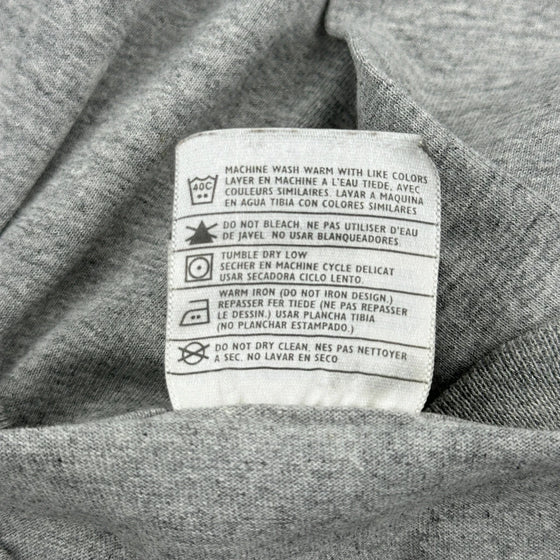 40C
MACHINE WASH WARM WITH LIKE COLORS
LAYER EN MACHINE A L'EAU TIEDE, AVEC
COULEURS SIMILAIRES. LAVAR A MAQUINA
EN AGUA TIBIA CON COLORES SIMILARES
DO NOT BLEACH. NE PAS UTILISER D'EAU
DE JAVEL. NO USAR BLANQUEADORES.
TUMBLE DRY LOW
SECHER EN MACHINE CYCLE DELICAT
USAR SECADORA CICLO LENTO.
WARM IRON (DO NOT IRON DESIGN.)
REPASSER FER TIEDE (NE PAS REPASSER
LE DESSIN.) USAR PLANCHA TIBIA
(NO PLANCHAR ESTAMPADO.)
DO NOT DRY CLEAN, NES PAS NETTOYER
A SEC. NO LAVAR EN SECO